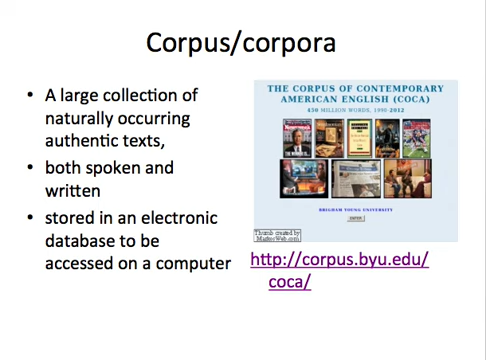 Corpus/corpora
• A large collection of
naturally occurring
authentic texts,
• both spoken and
written
• stored in an electronic
database to be
accessed on a computer
THE CORPUS OF CONTEMPORARY
AMERICAN ENGLISH (COCA)
450 MILLION WORDS, 1990-2012
BRIGHAM YOUNG UNIVERSITY
ENTER
Thumb created by
MarkerWeb.com
http://corpus.byu.edu/
coca/